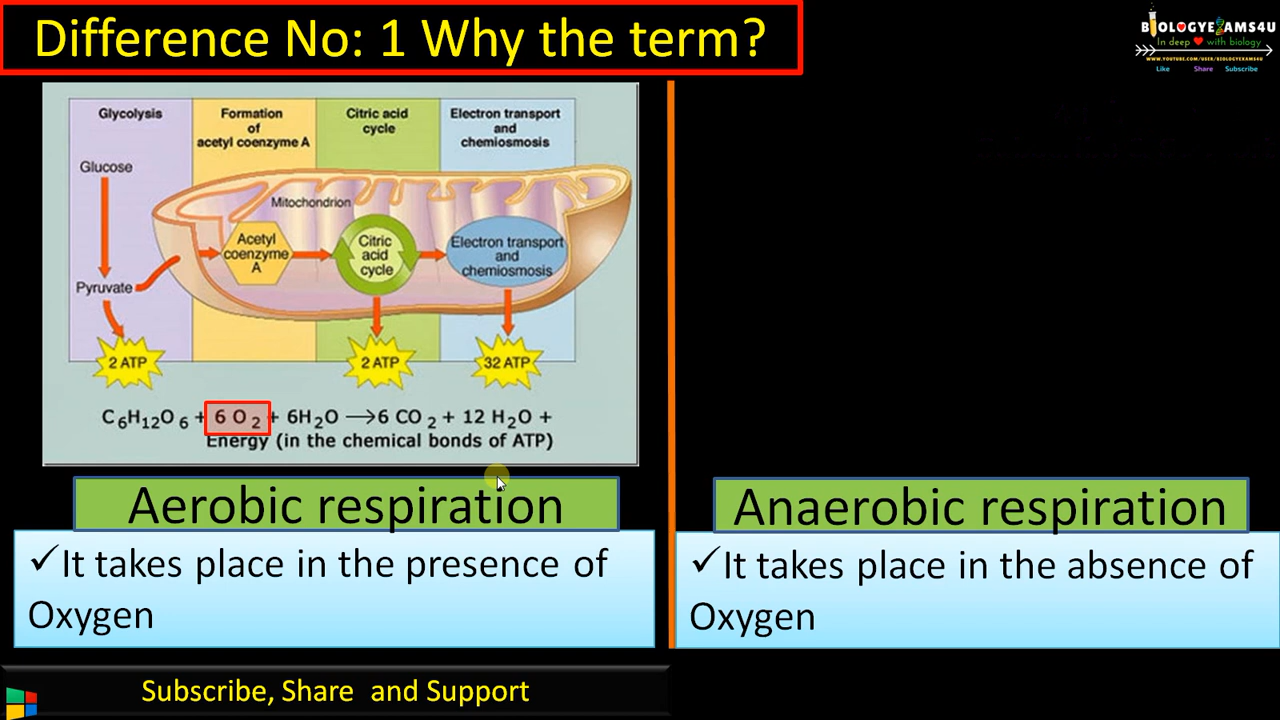 Difference No: 1 Why the term?
BIOLOGYEXAMS4U
In deep ❤ with biology
WWW.YOUTUBE.COM/USER/BIOLOGYEXAMS4U
Like Share Subscribe
Glycolysis
Formation
of
acetyl coenzyme A
Citric acid
cycle
Electron transport
and
chemiosmosis
Glucose
Mitochondrion
Acetyl
coenzyme
A
Citric
acid
cycle
Electron transport
and
chemiosmosis
Pyruvate
2 ATP
2 ATP
32 ATP
C6H12O6 + 6 O2 + 6H2O ⟶6 CO2 + 12 H2O +
Energy (in the chemical bonds of ATP)
Aerobic respiration
✓It takes place in the presence of
Oxygen
Anaerobic respiration
✓It takes place in the absence of
Oxygen
Subscribe, Share and Support